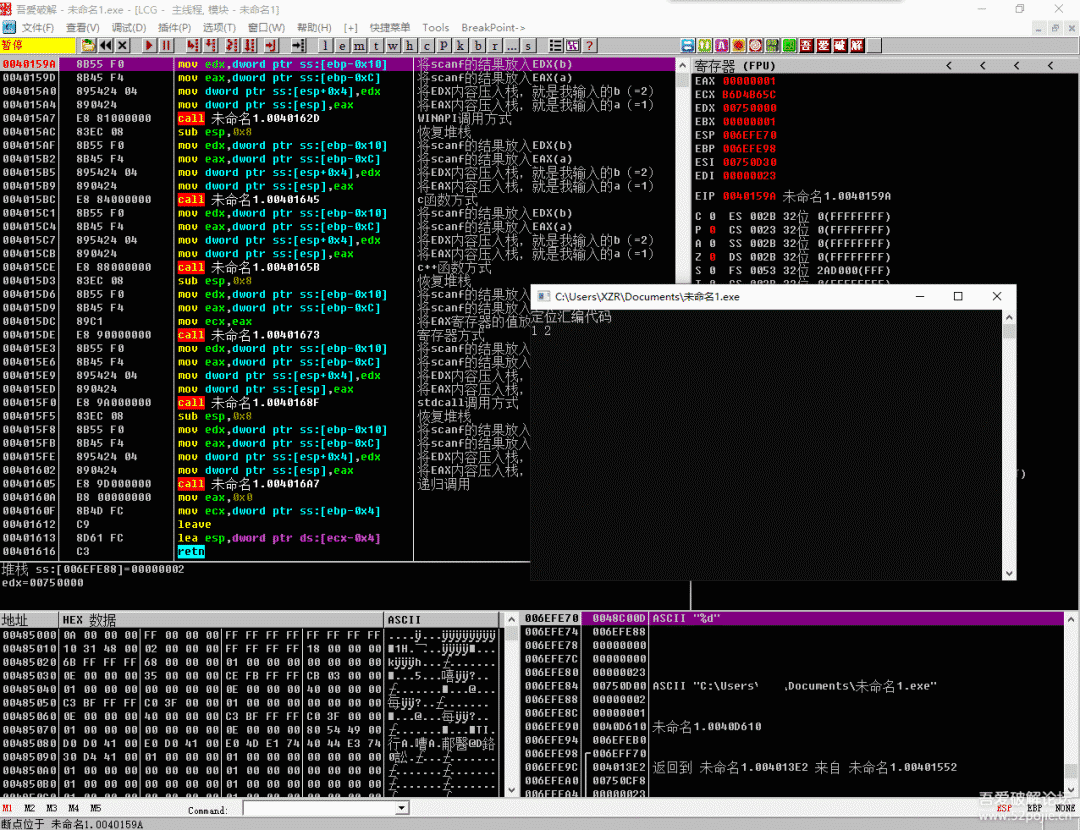 吾爱破解 - 未命名1.exe - [LCG - 主线程, 模块 - 未命名1]
文件(F) 查看(V) 调试(D) 插件(P) 选项(T) 窗口(W) 帮助(H) [+] 快捷菜单 Tools BreakPoint->
暂停 l e m t w h c P k b r ... s ? 吾 爱 破 解
0040159A 8B55 F0 mov edx,dword ptr ss:[ebp-0x10] 将scanf的结果放入EDX(b)
0040159D 8B45 F4 mov eax,dword ptr ss:[ebp-0xC] 将scanf的结果放入EAX(a)
004015A0 895424 04 mov dword ptr ss:[esp+0x4],edx 将EDX内容压入栈，就是我输入的b（=2）
004015A4 890424 mov dword ptr ss:[esp],eax 将EAX内容压入栈，就是我输入的a（=1）
004015A7 E8 81000000 call 未命名1.0040162D WINAPI调用方式
004015AC 83EC 08 sub esp,0x8 恢复堆栈
004015AF 8B55 F0 mov edx,dword ptr ss:[ebp-0x10] 将scanf的结果放入EDX(b)
004015B2 8B45 F4 mov eax,dword ptr ss:[ebp-0xC] 将scanf的结果放入EAX(a)
004015B5 895424 04 mov dword ptr ss:[esp+0x4],edx 将EDX内容压入栈，就是我输入的b（=2）
004015B9 890424 mov dword ptr ss:[esp],eax 将EAX内容压入栈，就是我输入的a（=1）
004015BC E8 84000000 call 未命名1.00401645 c函数方式
004015C1 8B55 F0 mov edx,dword ptr ss:[ebp-0x10] 将scanf的结果放入EDX(b)
004015C4 8B45 F4 mov eax,dword ptr ss:[ebp-0xC] 将scanf的结果放入EAX(a)
004015C7 895424 04 mov dword ptr ss:[esp+0x4],edx 将EDX内容压入栈，就是我输入的b（=2）
004015CB 890424 mov dword ptr ss:[esp],eax 将EAX内容压入栈，就是我输入的a（=1）
004015CE E8 88000000 call 未命名1.0040165B c++函数方式
004015D3 83EC 08 sub esp,0x8 恢复堆栈
004015D6 8B55 F0 mov edx,dword ptr ss:[ebp-0x10] 将scanf的结果放入
004015D9 8B45 F4 mov eax,dword ptr ss:[ebp-0xC] 将scanf的结果放入
004015DC 89C1 mov ecx,eax 将EAX寄存器的值放
004015DE E8 90000000 call 未命名1.00401673 寄存器方式
004015E3 8B55 F0 mov edx,dword ptr ss:[ebp-0x10] 将scanf的结果放入
004015E6 8B45 F4 mov eax,dword ptr ss:[ebp-0xC] 将scanf的结果放入
004015E9 895424 04 mov dword ptr ss:[esp+0x4],edx 将EDX内容压入栈，
004015ED 890424 mov dword ptr ss:[esp],eax 将EAX内容压入栈，
004015F0 E8 9A000000 call 未命名1.0040168F stdcall调用方式
004015F5 83EC 08 sub esp,0x8 恢复堆栈
004015F8 8B55 F0 mov edx,dword ptr ss:[ebp-0x10] 将scanf的结果放入
004015FB 8B45 F4 mov eax,dword ptr ss:[ebp-0xC] 将scanf的结果放入
004015FE 895424 04 mov dword ptr ss:[esp+0x4],edx 将EDX内容压入栈，
00401602 890424 mov dword ptr ss:[esp],eax 将EAX内容压入栈，
00401605 E8 9D000000 call 未命名1.004016A7 递归调用
0040160A B8 00000000 mov eax,0x0
0040160F 8B4D FC mov ecx,dword ptr ss:[ebp-0x4]
00401612 C9 leave
00401613 8D61 FC lea esp,dword ptr ds:[ecx-0x4]
00401616 C3 retn
堆栈 ss:[006EFE88]=00000002
edx=00750000
寄存器 (FPU) < < < <
EAX 00000001
ECX B6D4B65C
EDX 00750000
EBX 00000001
ESP 006EFE70
EBP 006EFE98
ESI 00750D30
EDI 00000023
EIP 0040159A 未命名1.0040159A
C 0 ES 002B 32位 0(FFFFFFFF)
P 0 CS 0023 32位 0(FFFFFFFF)
A 0 SS 002B 32位 0(FFFFFFFF)
Z 0 DS 002B 32位 0(FFFFFFFF)
S 0 FS 0053 32位 2AD000(FFF)
C:\Users\XZR\Documents\未命名1.exe
定位汇编代码
1 2
地址 HEX 数据 ASCII
00485000 0A 00 00 00 FF 00 00 00 FF FF FF FF FF FF FF FF
00485010 10 31 48 00 02 00 00 00 FF FF FF FF 18 00 00 00
00485020 6B FF FF FF 68 00 00 00 01 00 00 00 00 00 00 00
00485030 0E 00 00 00 35 00 00 00 CE FB FF FF CB 03 00 00
00485040 01 00 00 00 00 00 00 00 0E 00 00 00 40 00 00 00
00485050 C3 BF FF FF C0 3F 00 00 01 00 00 00 00 00 00 00
00485060 0E 00 00 00 40 00 00 00 C3 BF FF FF C0 3F 00 00
00485070 01 00 00 00 00 00 00 00 0E 00 00 00 80 54 49 00
00485080 D0 D0 41 00 E0 D0 41 00 E0 4D E1 74 40 44 E3 74
00485090 30 D4 41 00 01 00 00 00 01 00 00 00 01 00 00 00
004850A0 01 00 00 00 01 00 00 00 01 00 00 00 01 00 00 00
004850B0 01 00 00 00 01 00 00 00 01 00 00 00 01 00 00 00
006EFE70 0048C00D ASCII "%d"
006EFE74 006EFE88
006EFE78 00000000
006EFE7C 00000000
006EFE80 00000023
006EFE84 00750D00 ASCII "C:\Users\ .Documents\未命名1.exe"
006EFE88 00000002
006EFE8C 00000001
006EFE90 0040D610 未命名1.0040D610
006EFE94 006EFEB0
006EFE98 006EFF70
006EFE9C 004013E2 返回到 未命名1.004013E2 来自 未命名1.00401552
006EFEA0 00750CF8
006EFEA4 00000023
M1 M2 M3 M4 M5 Command: ESP EBP NONE
断点位于 未命名1.0040159A
吾爱破解论坛
www.52pojie.cn